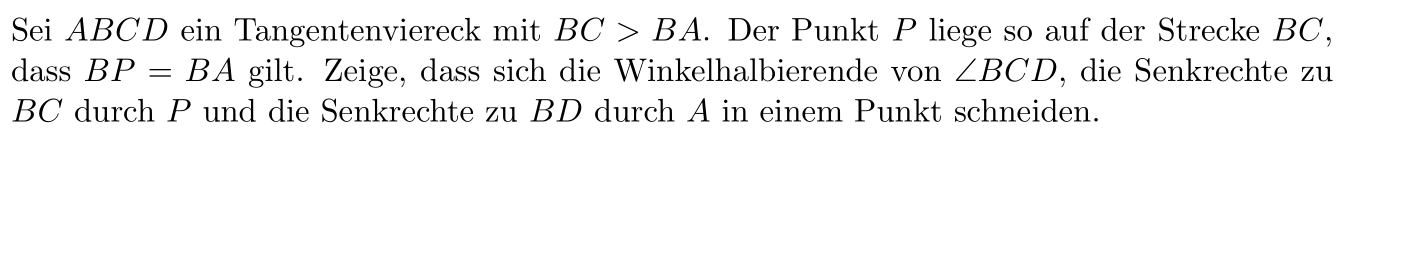 Sei ABCD ein Tangentenviereck mit BC > BA. Der Punkt P liege so auf der Strecke BC,
dass BP = BA gilt. Zeige, dass sich die Winkelhalbierende von ∠BCD, die Senkrechte zu
BC durch P und die Senkrechte zu BD durch A in einem Punkt schneiden.